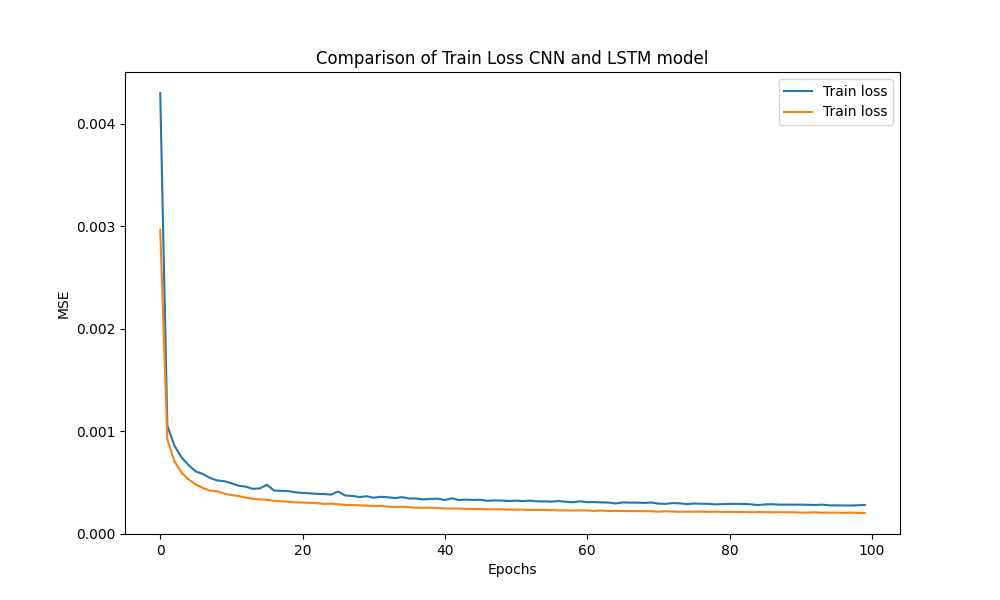 Comparison of Train Loss CNN and LSTM model
Train loss
Train loss
0.004
0.003
0.002
0.001
0.000
MSE
0 20 40 60 80 100
Epochs